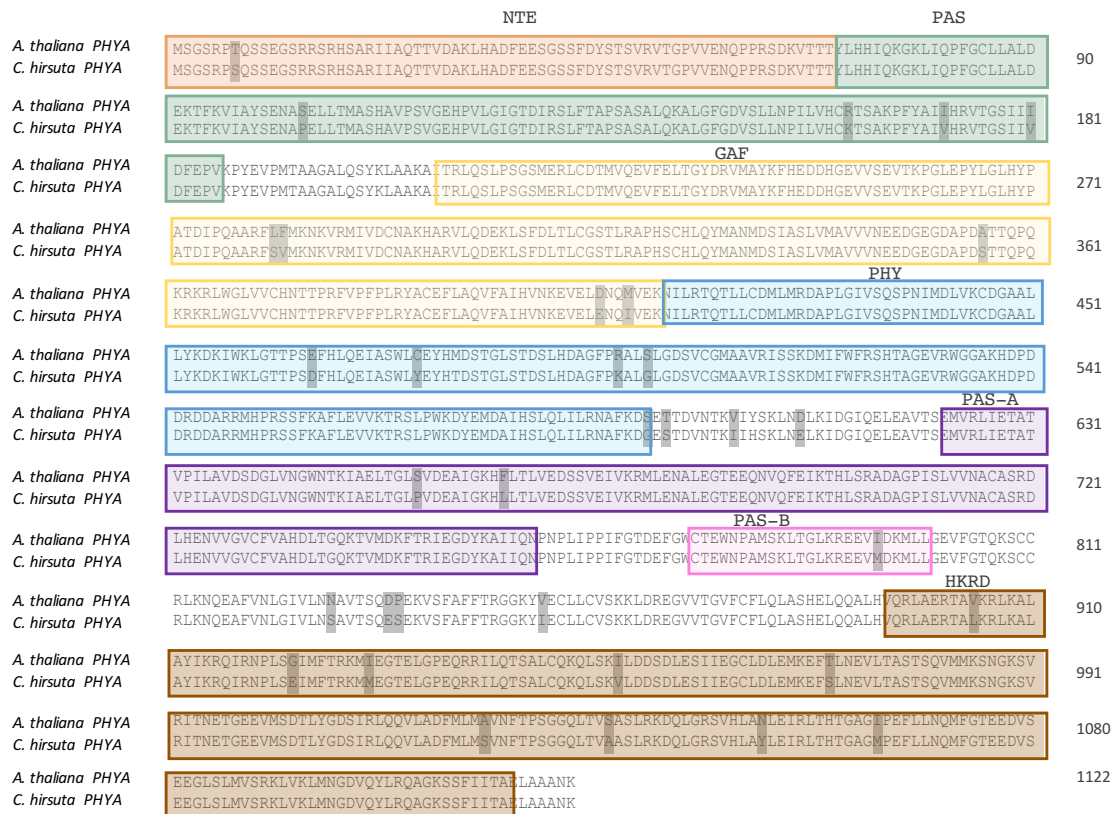 NTE PAS
A. thaliana PHYA MSGSRPTQSSEGSRRSRHSARIIAQTTVDAKLHADFEESGSSFDYSTSVRVTGPVVENQPPRSDKVTTTYLHHIQKGKLIQPFGCLLALD 90
C. hirsuta PHYA MSGSRPSQSSEGSRRSRHSARIIAQTTVDAKLHADFEESGSSFDYSTSVRVTGPVVENQPPRSDKVTTTYLHHIQKGKLIQPFGCLLALD
A. thaliana PHYA EKTFKVIAYSENASELLTMASHAVPSVGEHPVLGIGTDIRSLFTAPSASALQKALGFGDVSLLNPILVHCRTSAKPFYAIIHRVTGSIII 181
C. hirsuta PHYA EKTFKVIAYSENAPELLTMASHAVPSVGEHPVLGIGTDIRSLFTAPSASALQKALGFGDVSLLNPILVHCKTSAKPFYAIVHRVTGSIIV
GAF
A. thaliana PHYA DFEPVKPYEVPMTAAGALQSYKLAAKAITRLQSLPSGSMERLCDTMVQEVFELTGYDRVMAYKFHEDDHGEVVSEVTKPGLEPYLGLHYP 271
C. hirsuta PHYA DFEPVKPYEVPMTAAGALQSYKLAAKAITRLQSLPSGSMERLCDTMVQEVFELTGYDRVMAYKFHEDDHGEVVSEVTKPGLEPYLGLHYP
A. thaliana PHYA ATDIPQAARFLFMKNKVRMIVDCNAKHARVLQDEKLSFDLTLCGSTLRAPHSCHLQYMANMDSIASLVMAVVVNEEDGEGDAPDATTQPQ 361
C. hirsuta PHYA ATDIPQAARFSVMKNKVRMIVDCNAKHARVLQDEKLSFDLTLCGSTLRAPHSCHLQYMANMDSIASLVMAVVVNEEDGEGDAPDSTTQPQ
PHY
A. thaliana PHYA KRKRLWGLVVCHNTTPRFVPFPLRYACEFLAQVFAIHVNKEVELDNQMVEKNILRTQTLLCDMLMRDAPLGIVSQSPNIMDLVKCDGAAL 451
C. hirsuta PHYA KRKRLWGLVVCHNTTPRFVPFPLRYACEFLAQVFAIHVNKEVELENQIVEKNILRTQTLLCDMLMRDAPLGIVSQSPNIMDLVKCDGAAL
A. thaliana PHYA LYKDKIWKLGTTPSEFHLQEIASWLCEYHMDSTGLSTDSLHDAGFPRALSLGDSVCGMAAVRISSKDMIFWFRSHTAGEVRWGGAKHDPD 541
C. hirsuta PHYA LYKDKIWKLGTTPSDFHLQEIASWLYEYHTDSTGLSTDSLHDAGFPKALGLGDSVCGMAAVRISSKDMIFWFRSHTAGEVRWGGAKHDPD
PAS-A
A. thaliana PHYA DRDDARRMHPRSSFKAFLEVVKTRSLPWKDYEMDAIHSLQLILRNAFKDSETTDVNTKVIYSKLNDLKIDGIQELEAVTSEMVRLIETAT 631
C. hirsuta PHYA DRDDARRMHPRSSFKAFLEVVKTRSLPWKDYEMDAIHSLQLILRNAFKDGESTDVNTKIIHSKLNELKIDGIQELEAVTSEMVRLIETAT
A. thaliana PHYA VPILAVDSDGLVNGWNTKIAELTGLSVDEAIGKHFLTLVEDSSVEIVKRMLENALEGTEEQNVQFEIKTHLSRADAGPISLVVNACASRD 721
C. hirsuta PHYA VPILAVDSDGLVNGWNTKIAELTGLPVDEAIGKHLLTLVEDSSVEIVKRMLENALEGTEEQNVQFEIKTHLSRADAGPISLVVNACASRD
PAS-B
A. thaliana PHYA LHENVVGVCFVAHDLTGQKTVMDKFTRIEGDYKAIIQNPNPLIPPIFGTDEFGWCTEWNPAMSKLTGLKREEVIDKMLLGEVFGTQKSCC 811
C. hirsuta PHYA LHENVVGVCFVAHDLTGQKTVMDKFTRIEGDYKAIIQNPNPLIPPIFGTDEFGWCTEWNPAMSKLTGLKREEVMDKMLLGEVFGTQKSCC
HKRD
A. thaliana PHYA RLKNQEAFVNLGIVLNNAVTSQDPEKVSFAFFTRGGKYVECLLCVSKKLDREGVVTGVFCFLQLASHELQQALHVQRLAERTAVKRLKAL 910
C. hirsuta PHYA RLKNQEAFVNLGIVLNSAVTSQESEKVSFAFFTRGGKYIECLLCVSKKLDREGVVTGVFCFLQLASHELQQALHVQRLAERTALKRLKAL
A. thaliana PHYA AYIKRQIRNPLSGIMFTRKMIEGTELGPEQRRILQTSALCQKQLSKILDDSDLESIIEGCLDLEMKEFTLNEVLTASTSQVMMKSNGKSV 991
C. hirsuta PHYA AYIKRQIRNPLSEIMFTRKMMEGTELGPEQRRILQTSALCQKQLSKVLDDSDLESIIEGCLDLEMKEFSLNEVLTASTSQVMMKSNGKSV
A. thaliana PHYA RITNETGEEVMSDTLYGDSIRLQQVLADFMLMAVNFTPSGGQLTVSASLRKDQLGRSVHLANLEIRLTHTGAGIPEFLLNQMFGTEEDVS 1080
C. hirsuta PHYA RITNETGEEVMSDTLYGDSIRLQQVLADFMLMSVNFTPSGGQLTVAASLRKDQLGRSVHLAYLEIRLTHTGAGMPEFLLNQMFGTEEDVS
A. thaliana PHYA EEGLSLMVSRKLVKLMNGDVQYLRQAGKSSFIITAELAAANK 1122
C. hirsuta PHYA EEGLSLMVSRKLVKLMNGDVQYLRQAGKSSFIITAELAAANK